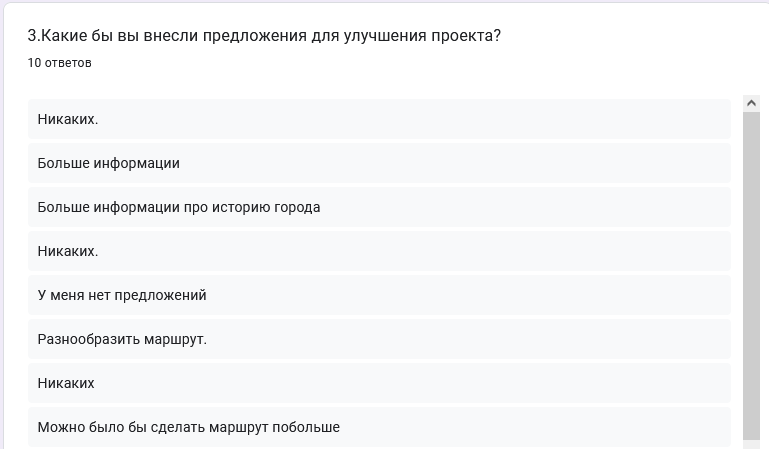 3.Какие бы вы внесли предложения для улучшения проекта?
10 ответов
Никаких.
Больше информации
Больше информации про историю города
Никаких.
У меня нет предложений
Разнообразить маршрут.
Никаких
Можно было бы сделать маршрут побольше